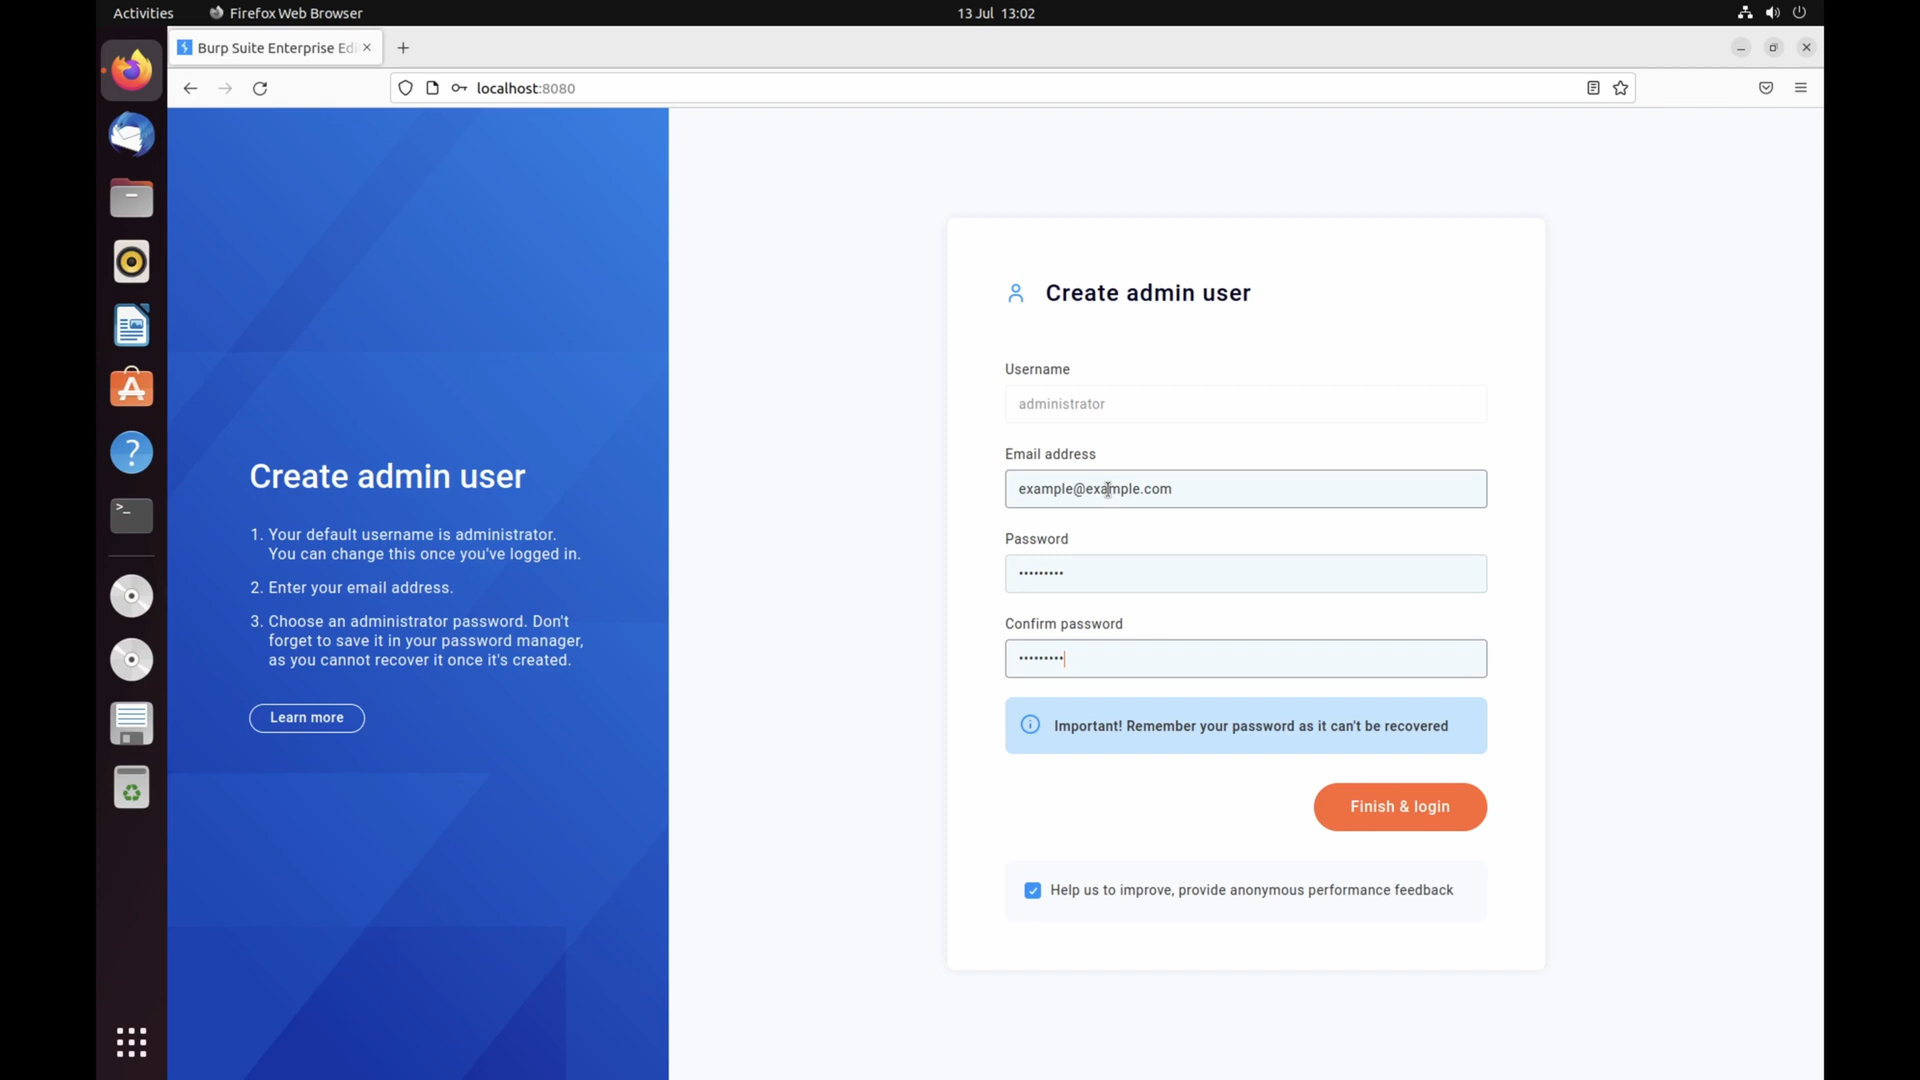 Activities
Firefox Web Browser
13 Jul 13:02
Burp Suite Enterprise Edi
localhost:8080
Create admin user
1. Your default username is administrator.
You can change this once you've logged in.
2. Enter your email address.
3. Choose an administrator password. Don't
forget to save it in your password manager,
as you cannot recover it once it's created.
Learn more
Create admin user
Username
administrator
Email address
example@example.com
Password
•••••••••
Confirm password
•••••••••
Important! Remember your password as it can't be recovered
Finish & login
Help us to improve, provide anonymous performance feedback